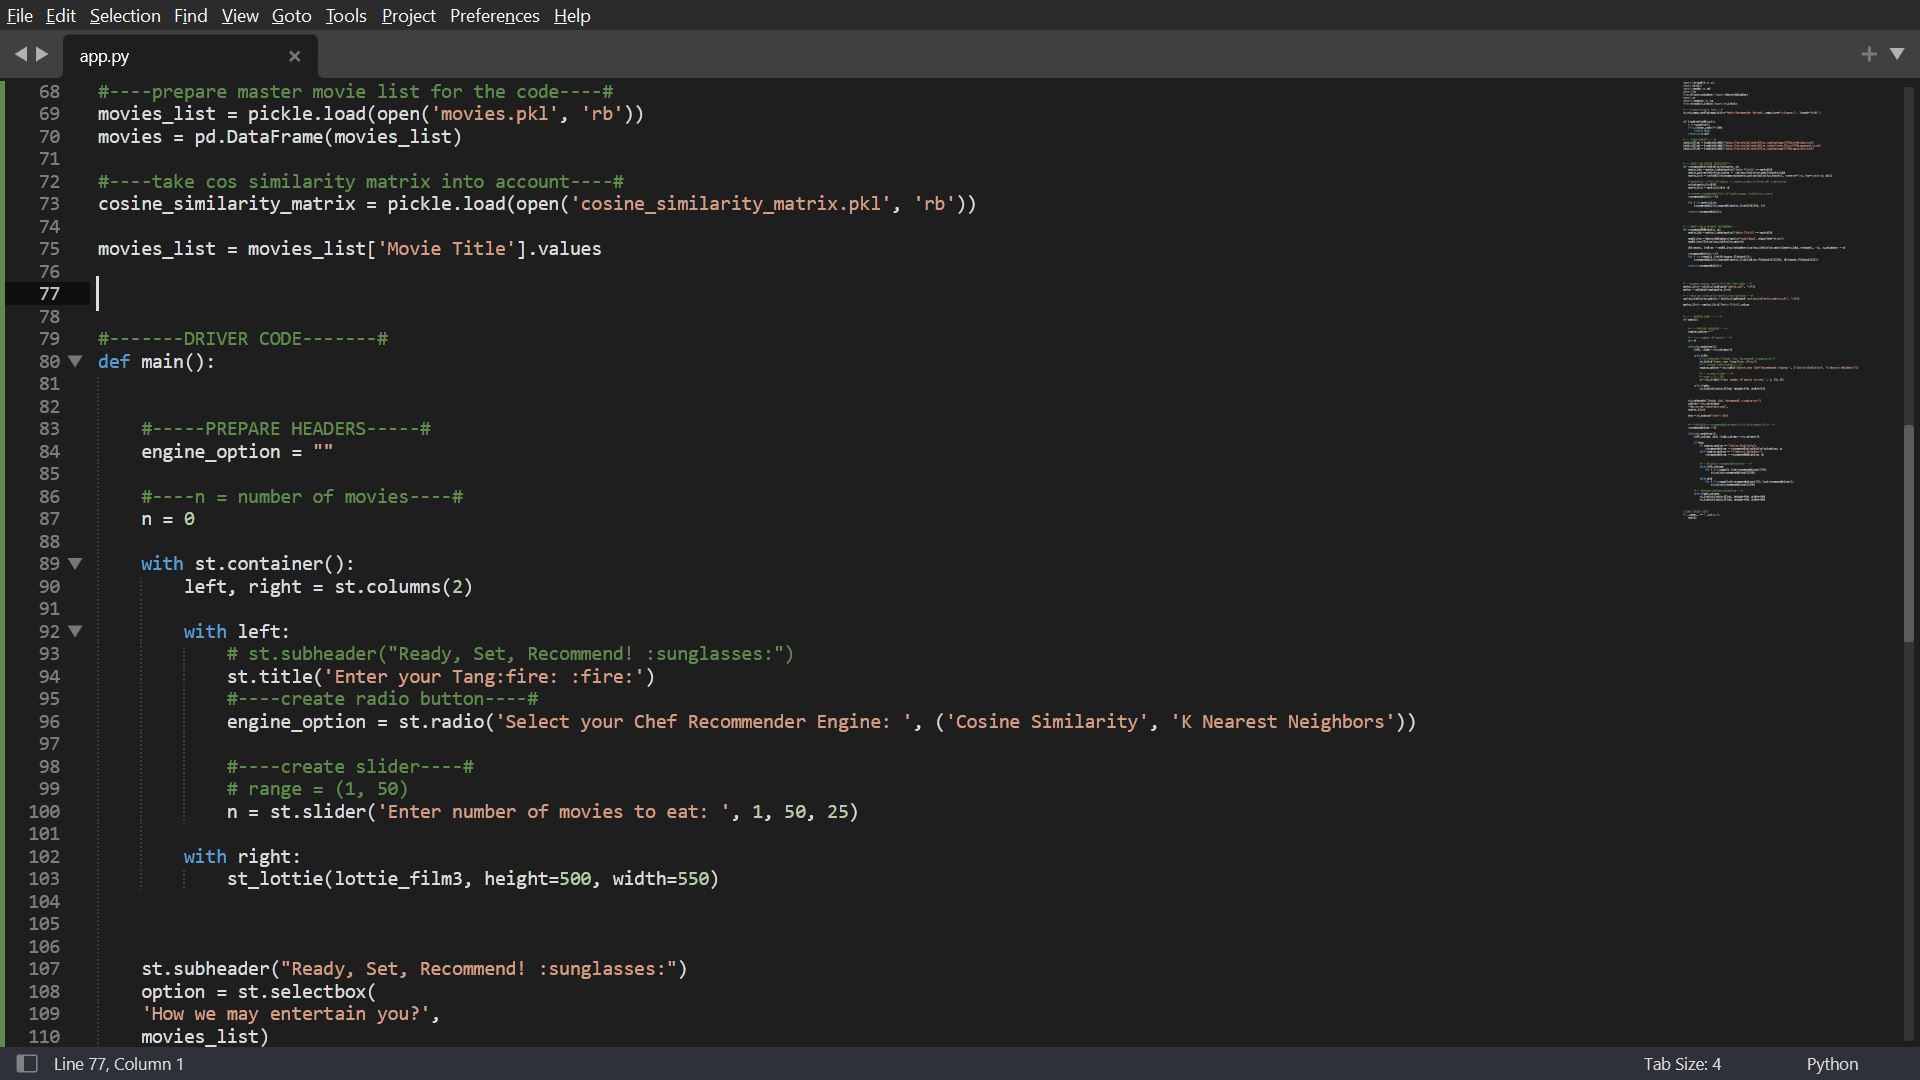 File Edit Selection Find View Goto Tools Project Preferences Help
app.py
68 #----prepare master movie list for the code----#
69 movies_list = pickle.load(open('movies.pkl', 'rb'))
70 movies = pd.DataFrame(movies_list)
71
72 #----take cos similarity matrix into account----#
73 cosine_similarity_matrix = pickle.load(open('cosine_similarity_matrix.pkl', 'rb'))
74
75 movies_list = movies_list['Movie Title'].values
76
77
78
79 #-------DRIVER CODE-------#
80 def main():
81
82
83 #-----PREPARE HEADERS-----#
84 engine_option = ""
85
86 #----n = number of movies----#
87 n = 0
88
89 with st.container():
90 left, right = st.columns(2)
91
92 with left:
93 # st.subheader("Ready, Set, Recommend! :sunglasses:")
94 st.title('Enter your Tang:fire: :fire:')
95 #----create radio button----#
96 engine_option = st.radio('Select your Chef Recommender Engine: ', ('Cosine Similarity', 'K Nearest Neighbors'))
97
98 #----create slider----#
99 # range = (1, 50)
100 n = st.slider('Enter number of movies to eat: ', 1, 50, 25)
101
102 with right:
103 st_lottie(lottie_film3, height=500, width=550)
104
105
106
107 st.subheader("Ready, Set, Recommend! :sunglasses:")
108 option = st.selectbox(
109 'How we may entertain you?',
110 movies_list)
Line 77, Column 1
Tab Size: 4
Python